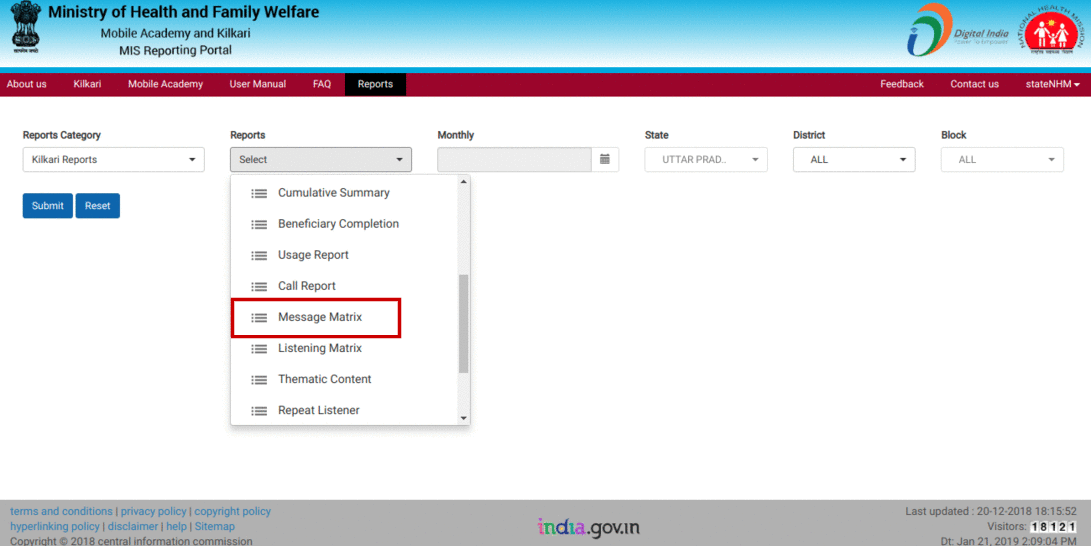 Ministry of Health and Family Welfare
Mobile Academy and Kilkari
MIS Reporting Portal
सत्यमेव जयते
Digital India
Power To Empower
NATIONAL HEALTH MISSION
About us Kilkari Mobile Academy User Manual FAQ Reports Feedback Contact us stateNHM
Reports Category Reports Monthly State District Block
Kilkari Reports Select UTTAR PRAD.. ALL ALL
Submit Reset
Cumulative Summary
Beneficiary Completion
Usage Report
Call Report
Message Matrix
Listening Matrix
Thematic Content
Repeat Listener
terms and conditions | privacy policy | copyright policy
hyperlinking policy | disclaimer | help | Sitemap
Copyright © 2018 central information commission
india.gov.in
Last updated : 20-12-2018 18:15:52
Visitors: 18121
Dt: Jan 21, 2019 2:09:04 PM